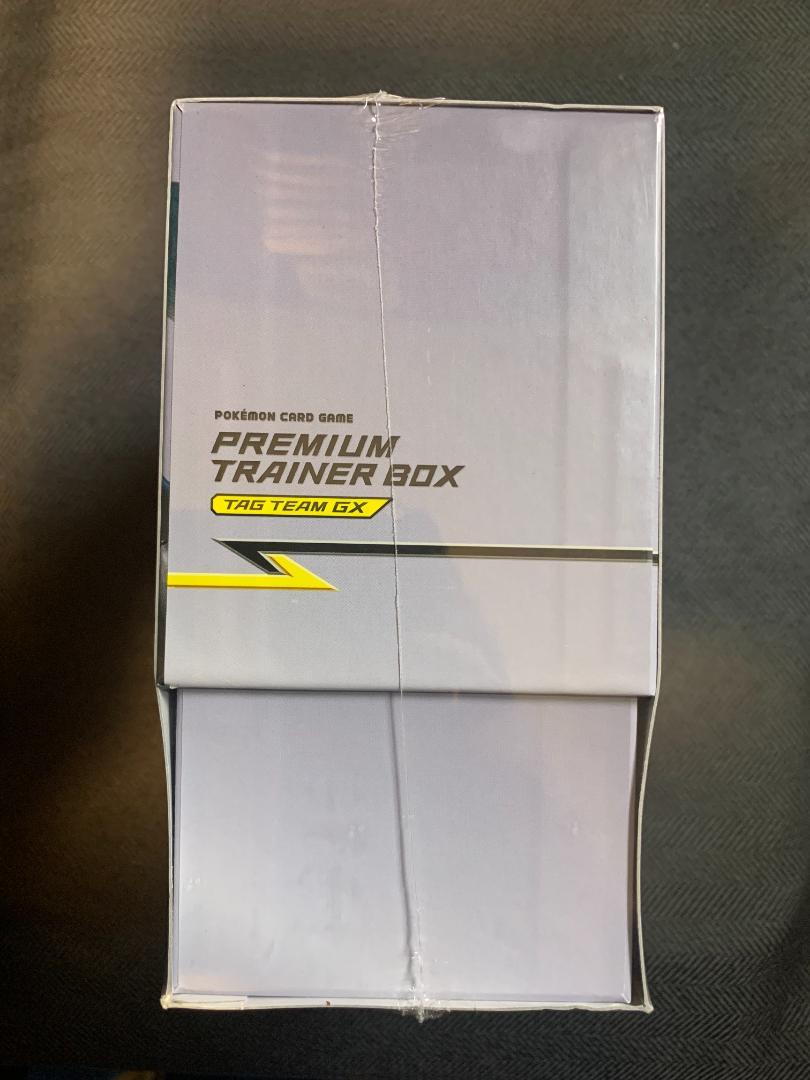 POKÉMON CARD GAME
PREMIUM
TRAINER BOX
TAG TEAM GX